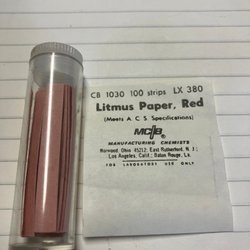 CB 1030 100 strips LX 380
Litmus Paper, Red
(Meets A C S Specifications)
MC/B
MANUFACTURING CHEMISTS
Norwood, Ohio 45212; East Rutherford, N. J.;
Los Angeles, Calif.; Baton Rouge, La.
FOR LABORATORY USE ONLY